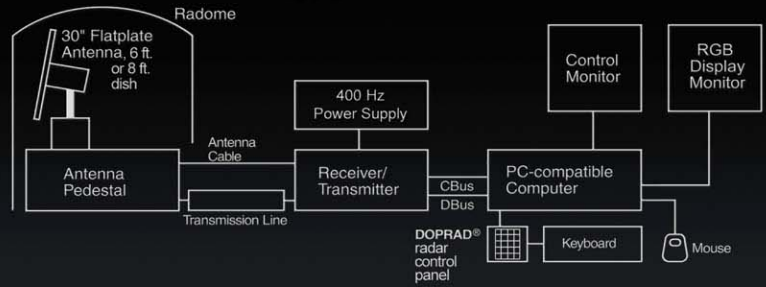 Radome
30" Flatplate
Antenna, 6 ft.
or 8 ft.
dish
Antenna
Pedestal
Antenna
Cable
Transmission Line
400 Hz
Power Supply
Receiver/
Transmitter
CBus
DBus
Control
Monitor
RGB
Display
Monitor
PC-compatible
Computer
DOPRAD®
radar
control
panel
Keyboard
Mouse